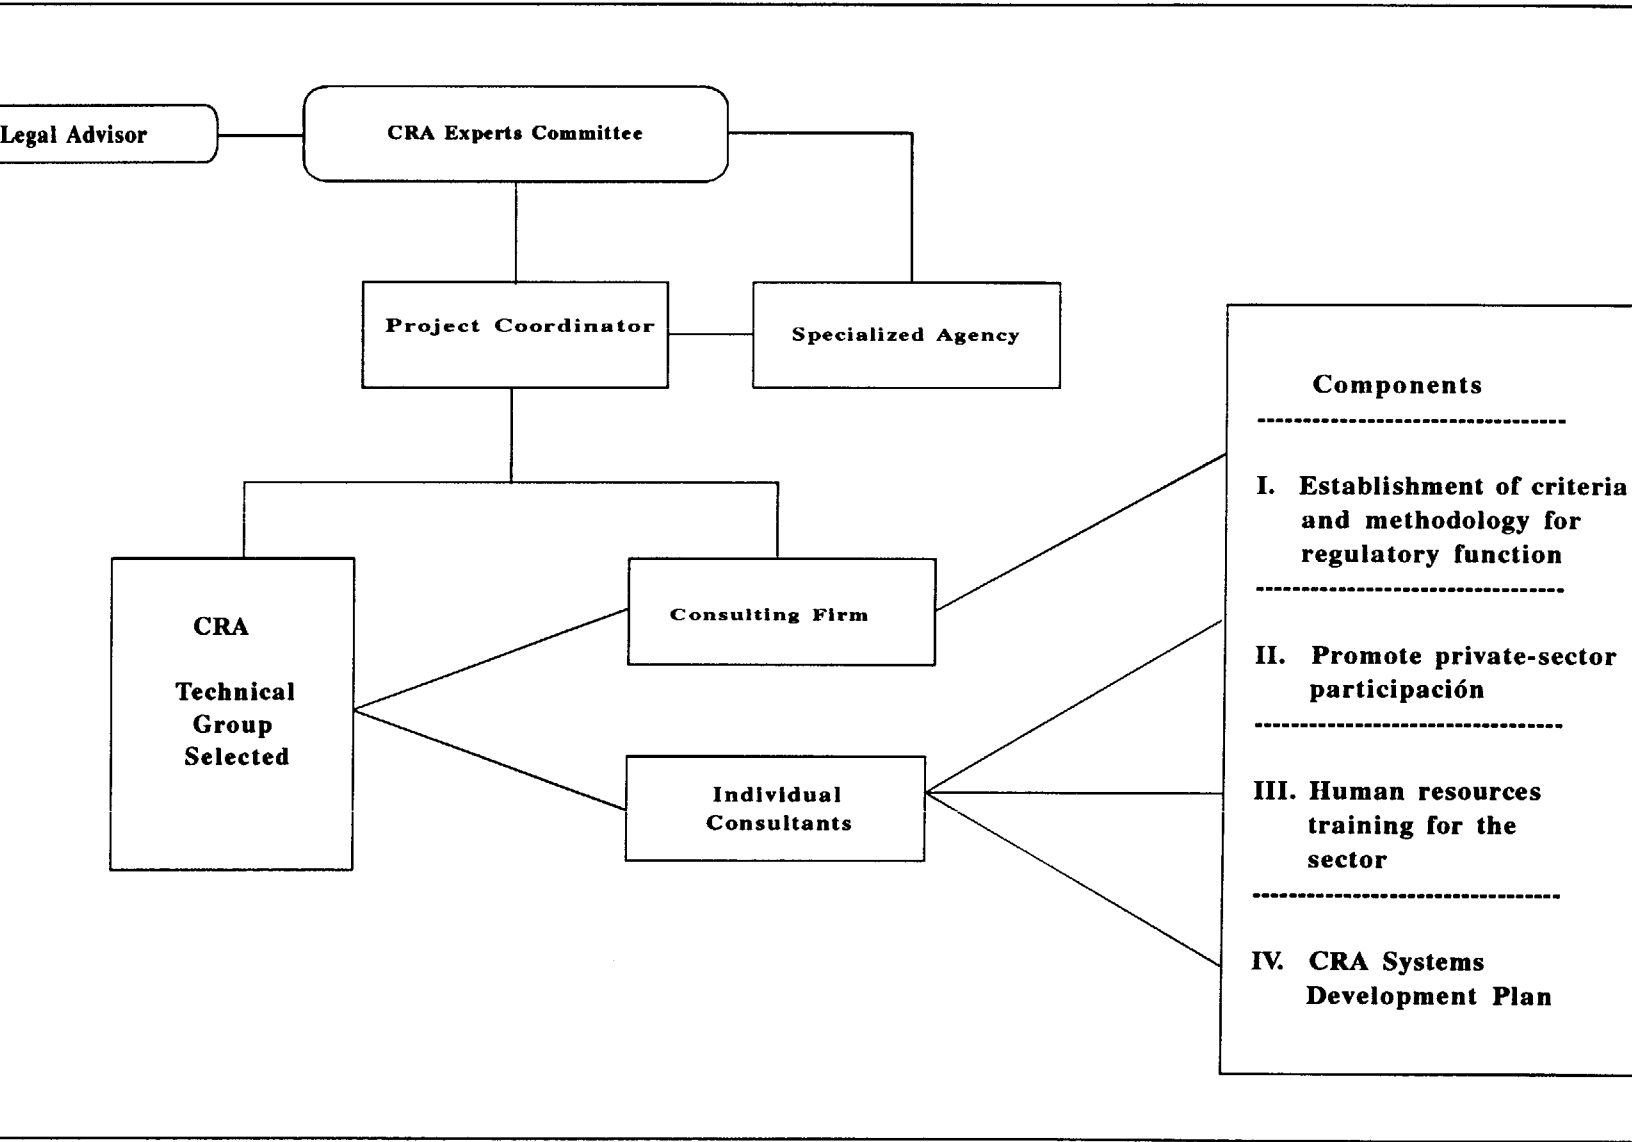 Legal Advisor
CRA Experts Committee
Project Coordinator
Specialized Agency
CRA
Technical
Group
Selected
Consulting Firm
Individual
Consultants
Components
I. Establishment of criteria
and methodology for
regulatory function
II. Promote private-sector
participación
III. Human resources
training for the
sector
IV. CRA Systems
Development Plan